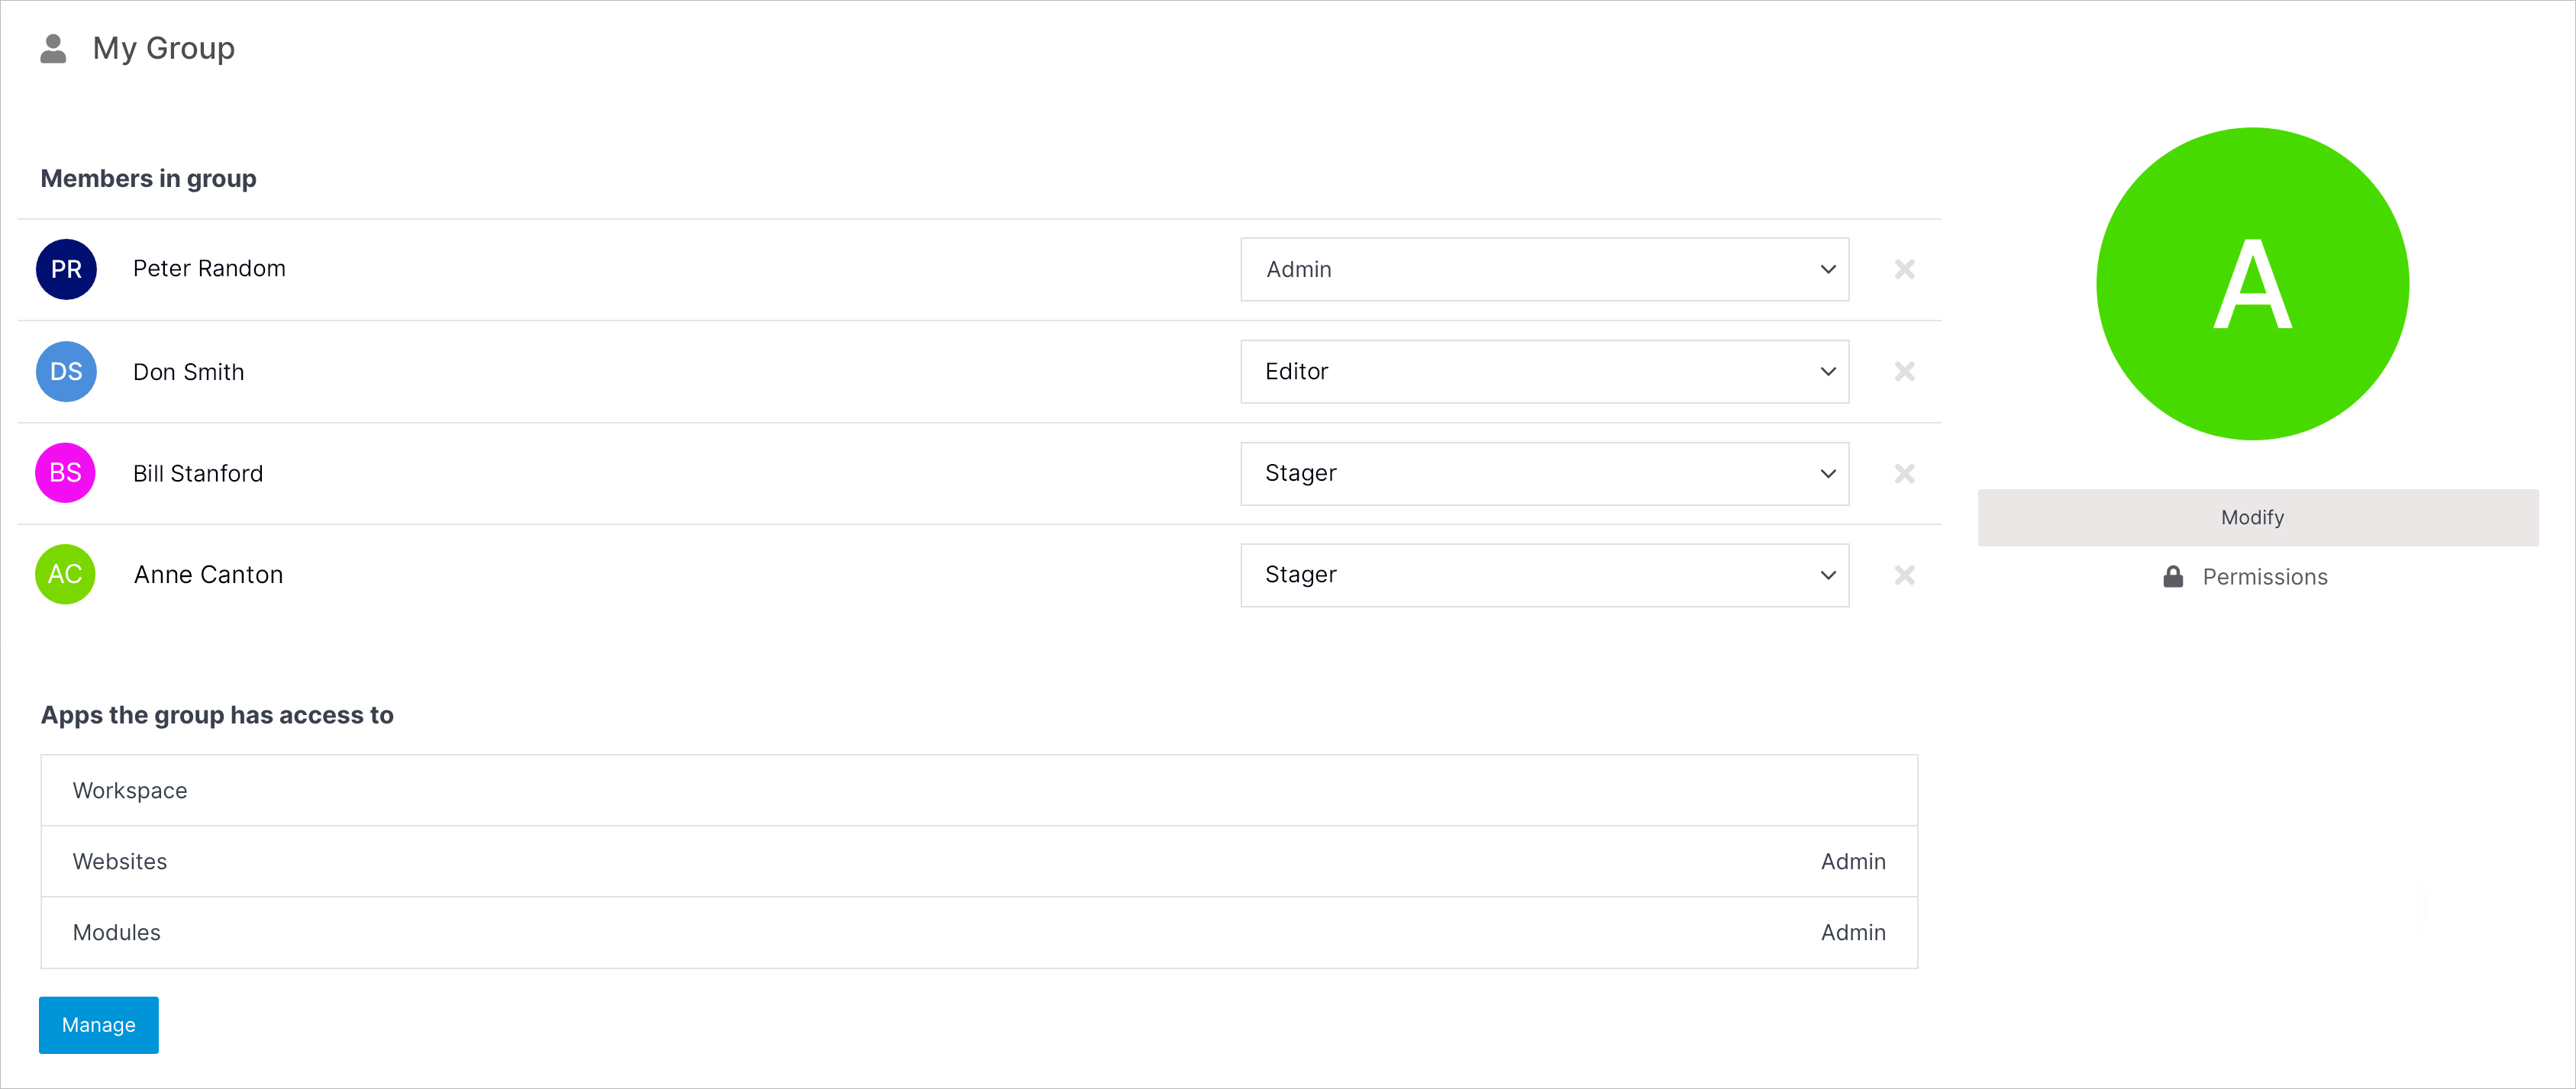 My Group
Members in group
PR Peter Random Admin
DS Don Smith Editor
BS Bill Stanford Stager
AC Anne Canton Stager
A
Modify
Permissions
Apps the group has access to
Workspace
Websites Admin
Modules Admin
Manage